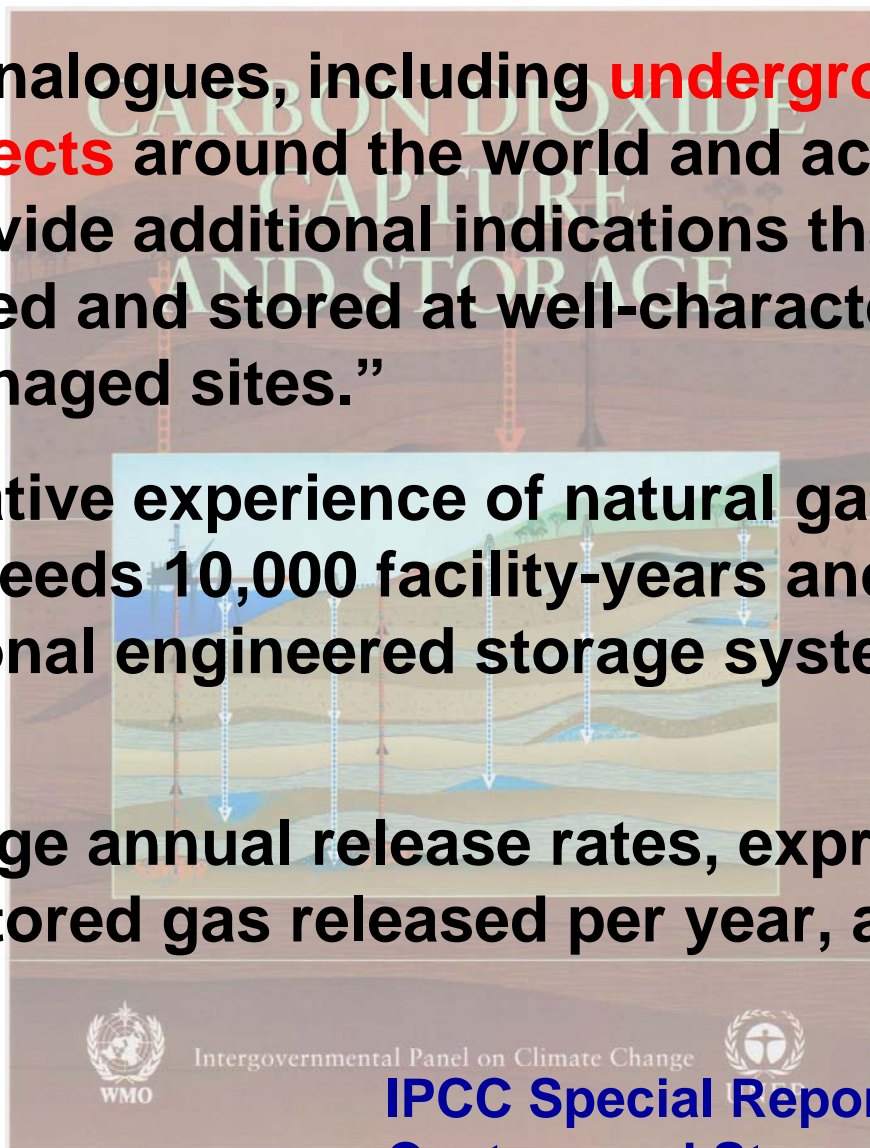 nalogues, including undergro
ects around the world and ac
vide additional indications tha
ed and stored at well-characte
naged sites.”
ative experience of natural ga
eeds 10,000 facility-years and
onal engineered storage syste
ge annual release rates, expr
tored gas released per year, a
CARBON DIOXIDE
CAPTURE
AND STORAGE
Intergovernmental Panel on Climate Change
WMO
UNEP
IPCC Special Repor